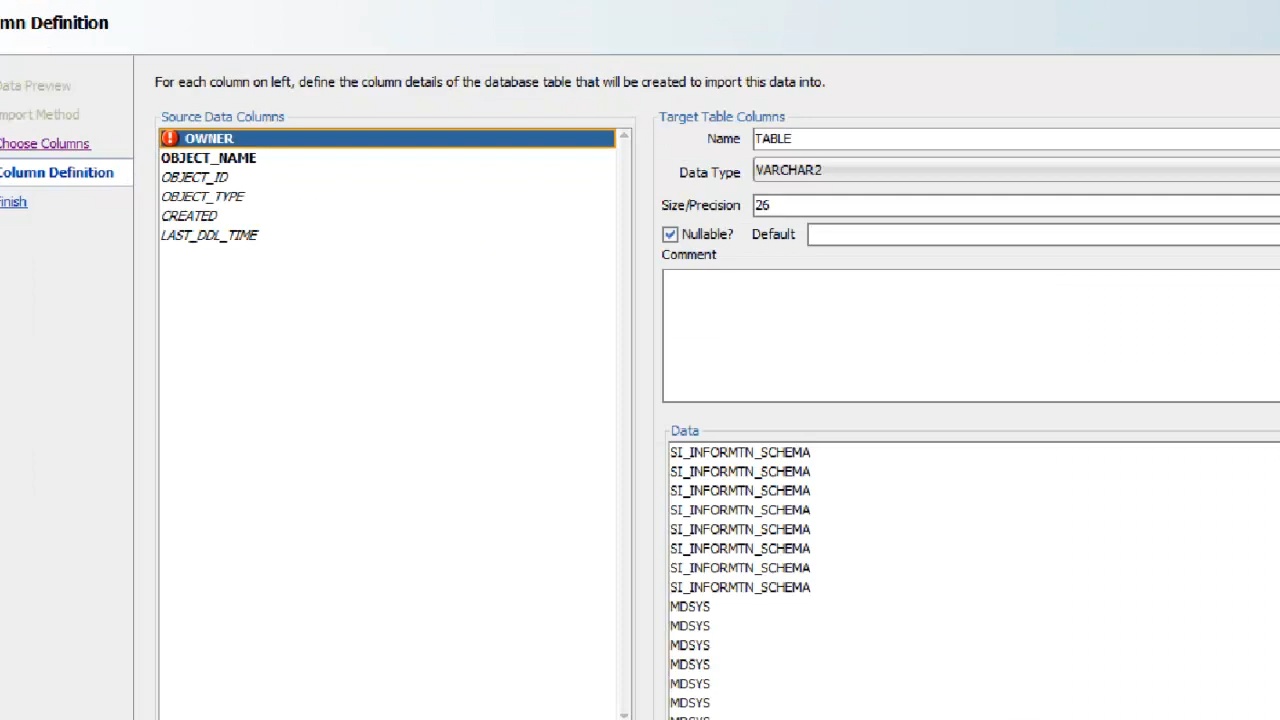 mn Definition
Data Preview
Import Method
Choose Columns
Column Definition
Finish
For each column on left, define the column details of the database table that will be created to import this data into.
Source Data Columns
OWNER
OBJECT_NAME
OBJECT_ID
OBJECT_TYPE
CREATED
LAST_DDL_TIME
Target Table Columns
Name TABLE
Data Type VARCHAR2
Size/Precision 26
Nullable? Default
Comment
Data
SI_INFORMTN_SCHEMA
SI_INFORMTN_SCHEMA
SI_INFORMTN_SCHEMA
SI_INFORMTN_SCHEMA
SI_INFORMTN_SCHEMA
SI_INFORMTN_SCHEMA
SI_INFORMTN_SCHEMA
SI_INFORMTN_SCHEMA
MDSYS
MDSYS
MDSYS
MDSYS
MDSYS
MDSYS